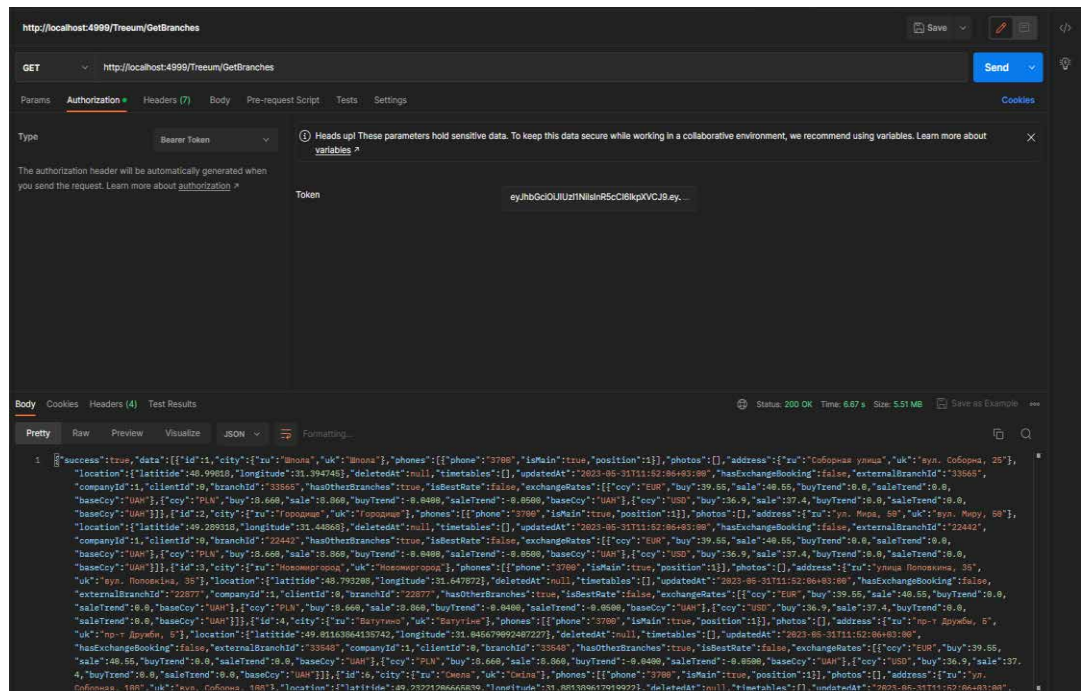 http://localhost:4999/Treeum/GetBranches
Save
GET http://localhost:4999/Treeum/GetBranches Send
Params Authorization Headers (7) Body Pre-request Script Tests Settings Cookies
Type Bearer Token
Heads up! These parameters hold sensitive data. To keep this data secure while working in a collaborative environment, we recommend using variables. Learn more about
variables ↗
The authorization header will be automatically generated when
you send the request. Learn more about authorization ↗
Token eyJhbGciOiJIUzI1NiIsInR5cCI6IkpXVCJ9.ey. ...
Body Cookies Headers (4) Test Results Status: 200 OK Time: 6.67 s Size: 5.51 MB Save as Example
Pretty Raw Preview Visualize JSON Formatting...
1 {"success":true,"data":[{"id":1,"city":{"ru":"Шпола","uk":"Шпола"},"phones":[{"phone":"3700","isMain":true,"position":1}],"photos":[],"address":{"ru":"Соборная улица","uk":"вул. Соборна, 25"},
"location":{"latitide":48.99818,"longitude":31.394745},"deletedAt":null,"timetables":[],"updatedAt":"2023-05-31T11:52:06+03:00","hasExchangeBooking":false,"externalBranchId":"33565",
"companyId":1,"clientId":0,"branchId":"33565","hasOtherBranches":true,"isBestRate":false,"exchangeRates":[{"ccy":"EUR","buy":39.55,"sale":40.55,"buyTrend":0.0,"saleTrend":0.0,
"baseCcy":"UAH"},{"ccy":"PLN","buy":8.660,"sale":8.860,"buyTrend":-0.0400,"saleTrend":-0.0500,"baseCcy":"UAH"},{"ccy":"USD","buy":36.9,"sale":37.4,"buyTrend":0.0,"saleTrend":0.0,
"baseCcy":"UAH"}]},{"id":2,"city":{"ru":"Городище","uk":"Городище"},"phones":[{"phone":"3700","isMain":true,"position":1}],"photos":[],"address":{"ru":"ул. Мира, 50","uk":"вул. Миру, 50"},
"location":{"latitide":49.289318,"longitude":31.44868},"deletedAt":null,"timetables":[],"updatedAt":"2023-05-31T11:52:06+03:00","hasExchangeBooking":false,"externalBranchId":"22442",
"companyId":1,"clientId":0,"branchId":"22442","hasOtherBranches":true,"isBestRate":false,"exchangeRates":[{"ccy":"EUR","buy":39.55,"sale":40.55,"buyTrend":0.0,"saleTrend":0.0,
"baseCcy":"UAH"},{"ccy":"PLN","buy":8.660,"sale":8.860,"buyTrend":-0.0400,"saleTrend":-0.0500,"baseCcy":"UAH"},{"ccy":"USD","buy":36.9,"sale":37.4,"buyTrend":0.0,"saleTrend":0.0,
"baseCcy":"UAH"}]},{"id":3,"city":{"ru":"Новомиргород","uk":"Новомиргород"},"phones":[{"phone":"3700","isMain":true,"position":1}],"photos":[],"address":{"ru":"улица Поповкина, 35",
"uk":"вул. Поповкіна, 35"},"location":{"latitide":48.793208,"longitude":31.647872},"deletedAt":null,"timetables":[],"updatedAt":"2023-05-31T11:52:06+03:00","hasExchangeBooking":false,
"externalBranchId":"22877","companyId":1,"clientId":0,"branchId":"22877","hasOtherBranches":true,"isBestRate":false,"exchangeRates":[{"ccy":"EUR","buy":39.55,"sale":40.55,"buyTrend":0.0,
"saleTrend":0.0,"baseCcy":"UAH"},{"ccy":"PLN","buy":8.660,"sale":8.860,"buyTrend":-0.0400,"saleTrend":-0.0500,"baseCcy":"UAH"},{"ccy":"USD","buy":36.9,"sale":37.4,"buyTrend":0.0,
"saleTrend":0.0,"baseCcy":"UAH"}]},{"id":4,"city":{"ru":"Ватутино","uk":"Ватутіне"},"phones":[{"phone":"3700","isMain":true,"position":1}],"photos":[],"address":{"ru":"пр-т Дружбы, 5",
"uk":"пр-т Дружби, 5"},"location":{"latitide":49.01163864135742,"longitude":31.045679092407227},"deletedAt":null,"timetables":[],"updatedAt":"2023-05-31T11:52:06+03:00",
"hasExchangeBooking":false,"externalBranchId":"33548","companyId":1,"clientId":0,"branchId":"33548","hasOtherBranches":true,"isBestRate":false,"exchangeRates":[{"ccy":"EUR","buy":39.55,
"sale":40.55,"buyTrend":0.0,"saleTrend":0.0,"baseCcy":"UAH"},{"ccy":"PLN","buy":8.660,"sale":8.860,"buyTrend":-0.0400,"saleTrend":-0.0500,"baseCcy":"UAH"},{"ccy":"USD","buy":36.9,"sale":37.
4,"buyTrend":0.0,"saleTrend":0.0,"baseCcy":"UAH"}]},{"id":6,"city":{"ru":"Смела","uk":"Сміла"},"phones":[{"phone":"3700","isMain":true,"position":1}],"photos":[],"address":{"ru":"ул.